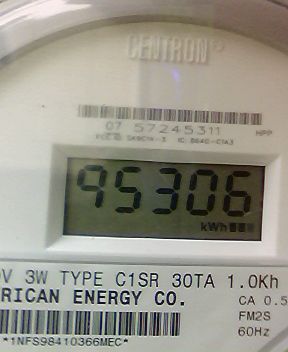 CENTRON®
07 57245311
HPP
95306
kWh
V 3W TYPE C1SR 30TA 1.0Kh
RICAN ENERGY CO.
CA 0.5
FM2S
60Hz
*1NFS98410366MEC*